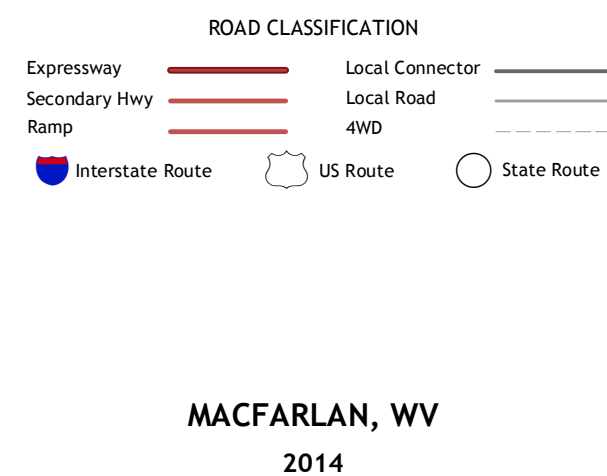 ROAD CLASSIFICATION
Expressway Local Connector
Secondary Hwy Local Road
Ramp 4WD
Interstate Route US Route State Route
MACFARLAN, WV
2014